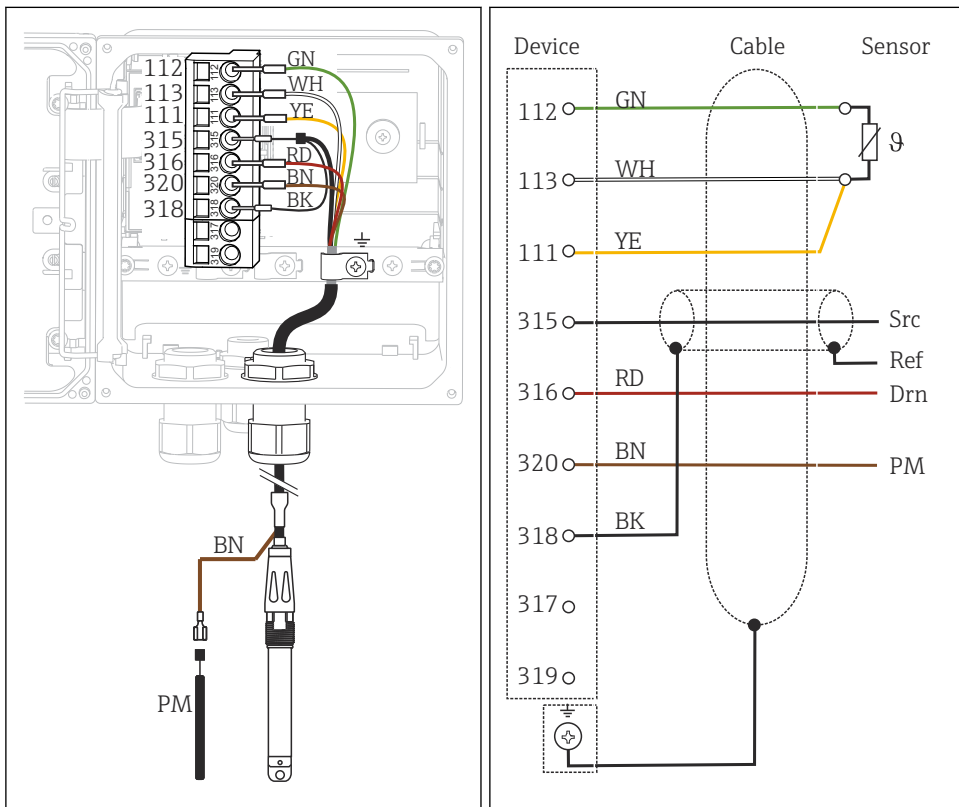 112
113
111
315
316
320
318
112
113
111
315
316
320
318
317
319
GN
WH
YE
RD
BN
BK
BN
PM
Device Cable Sensor
112 GN
ϑ
113 WH
111 YE
315 Src
Ref
316 RD Drn
320 BN PM
318 BK
317
319